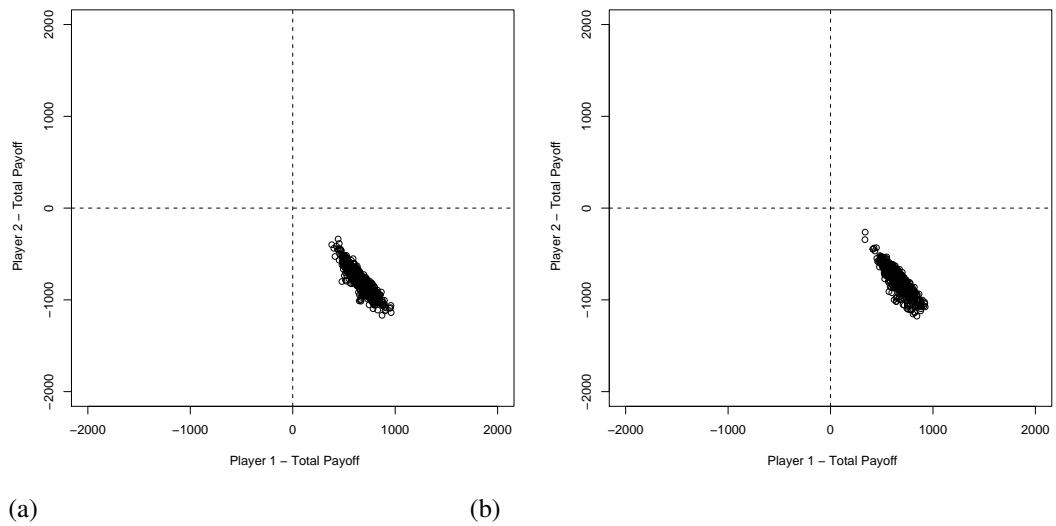 2000
1000
0
−1000
−2000
Player 2 − Total Payoff
−2000 −1000 0 1000 2000
Player 1 − Total Payoff
(a)
2000
1000
0
−1000
−2000
Player 2 − Total Payoff
−2000 −1000 0 1000 2000
Player 1 − Total Payoff
(b)